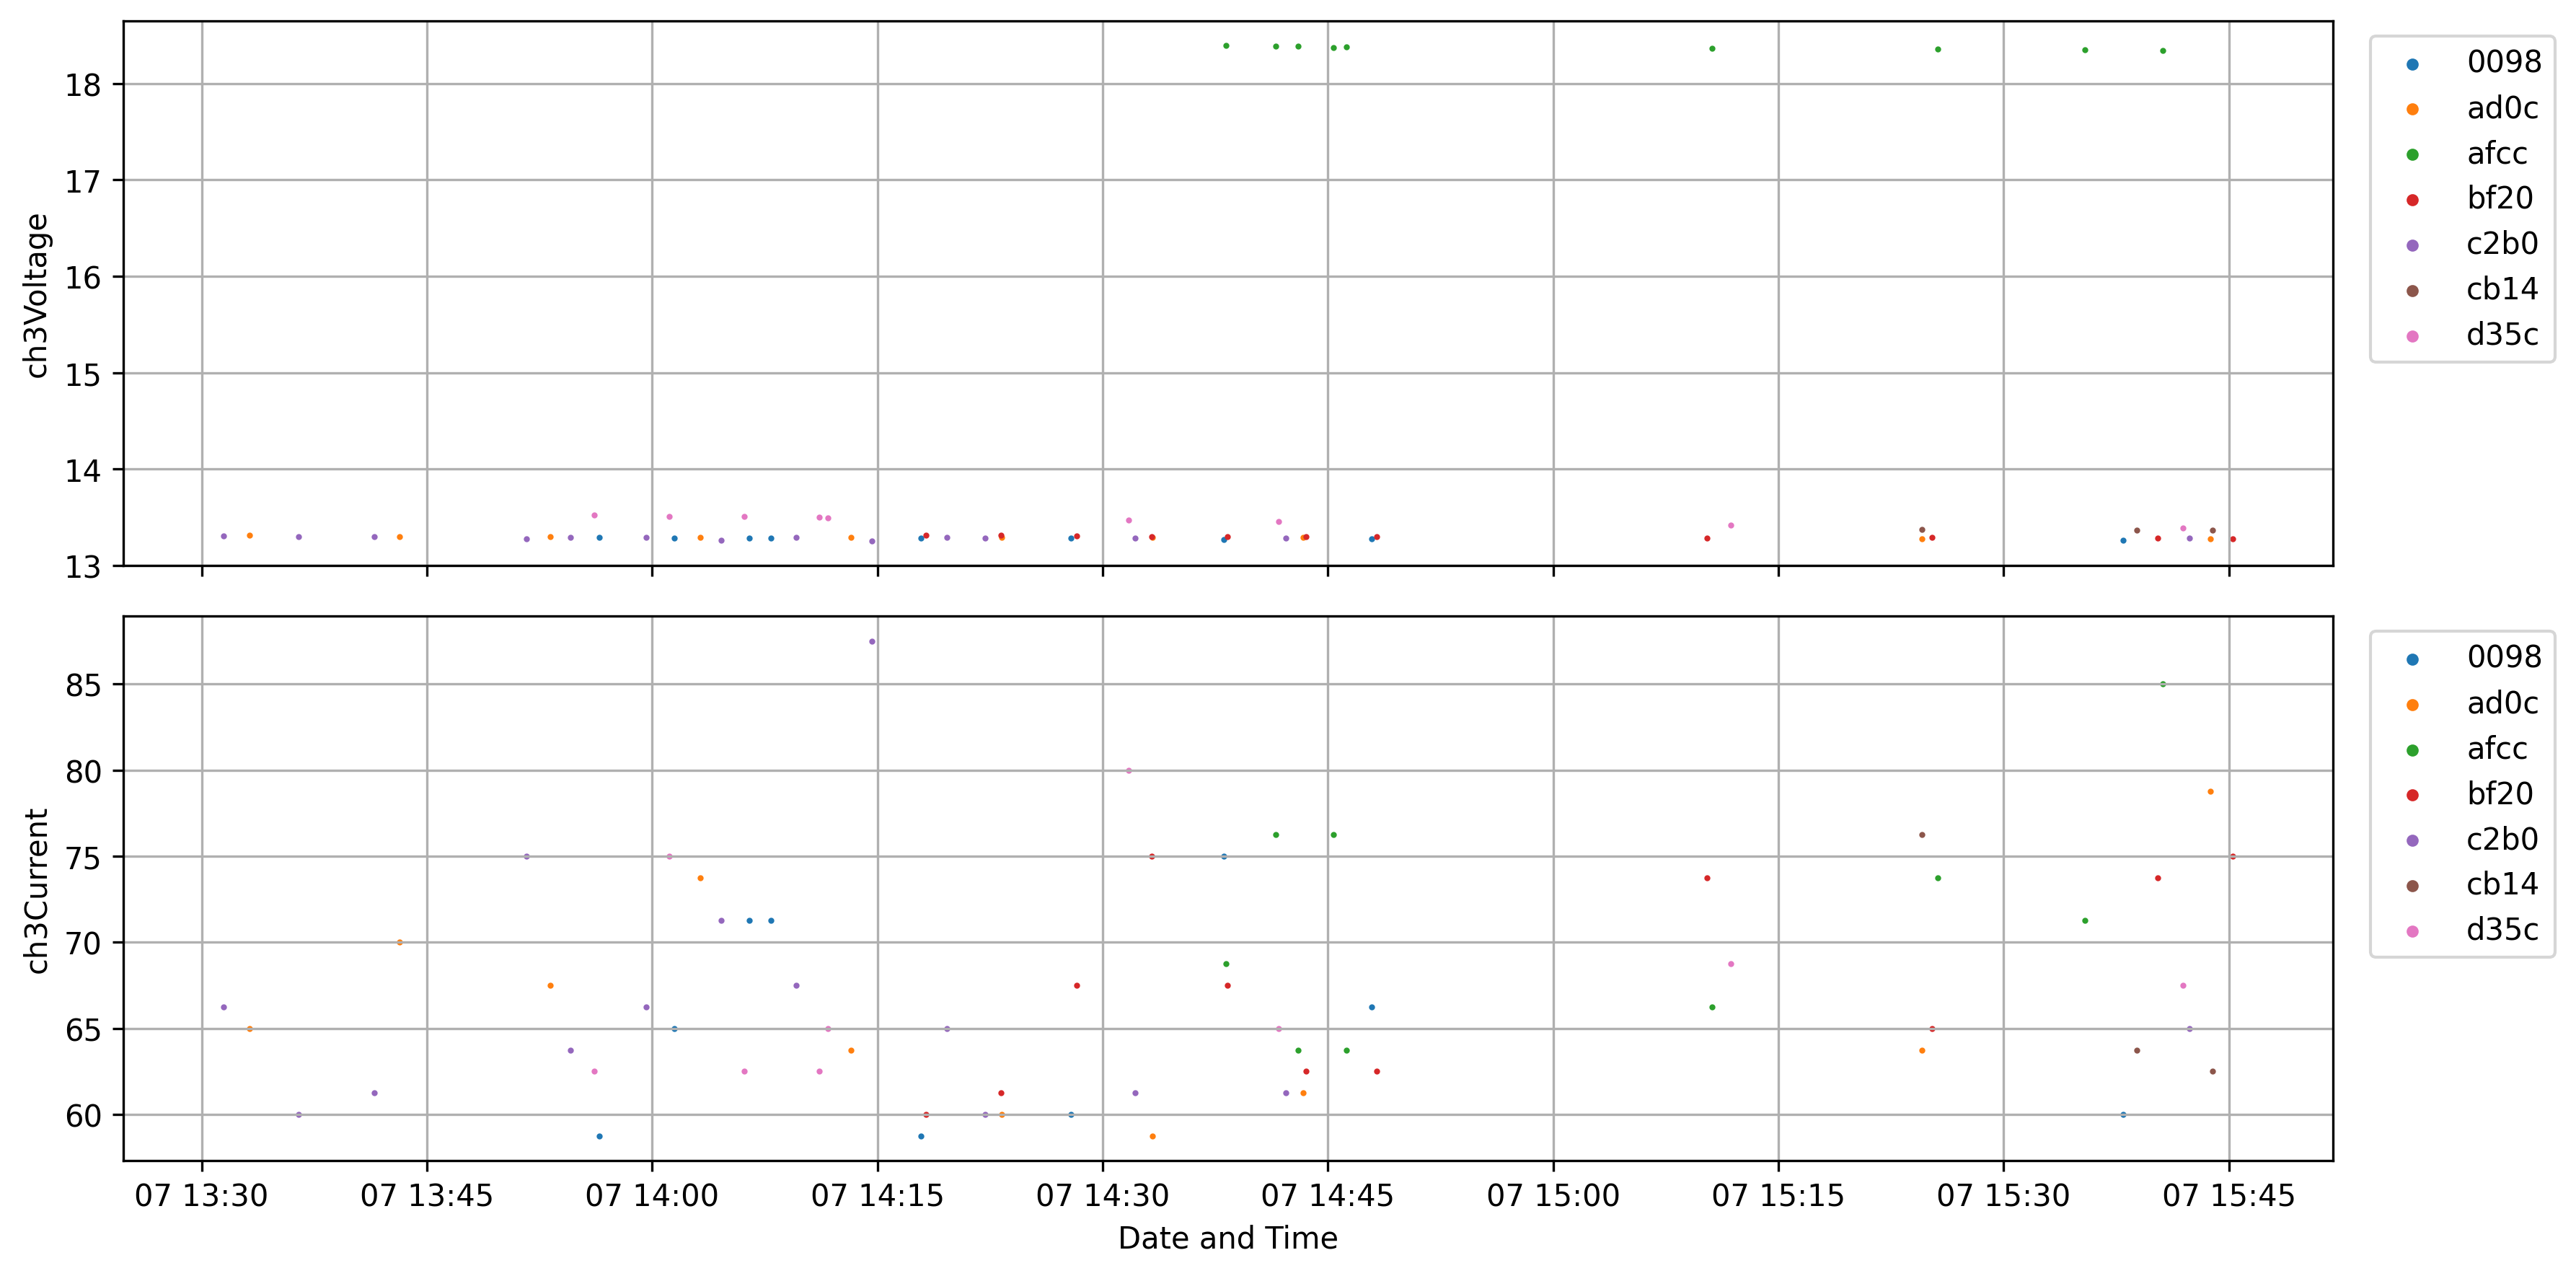 ch3Voltage
18
17
16
15
14
13
0098
ad0c
afcc
bf20
c2b0
cb14
d35c
ch3Current
85
80
75
70
65
60
0098
ad0c
afcc
bf20
c2b0
cb14
d35c
07 13:30 07 13:45 07 14:00 07 14:15 07 14:30 07 14:45 07 15:00 07 15:15 07 15:30 07 15:45
Date and Time